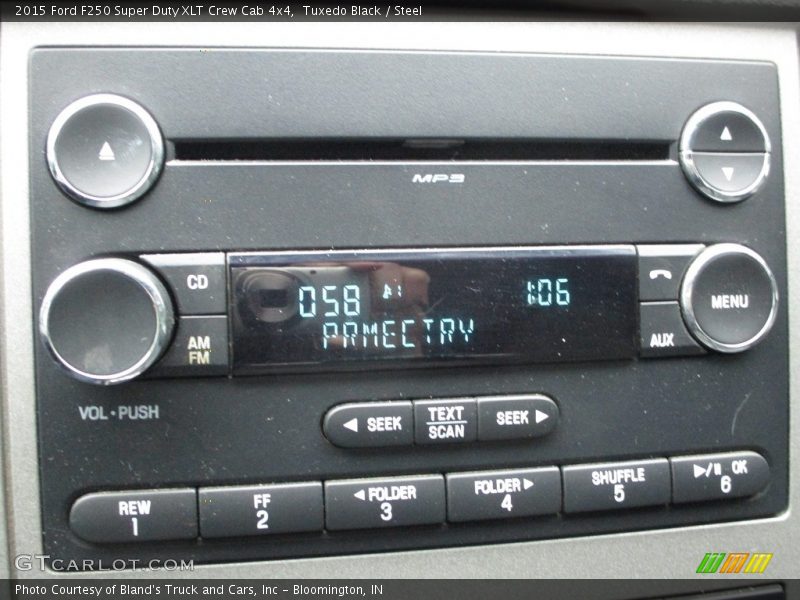 2015 Ford F250 Super Duty XLT Crew Cab 4x4, Tuxedo Black / Steel
MP3
CD
058 1 1:06
MENU
AM
FM
PRMECTRY
AUX
VOL • PUSH
◄ SEEK
TEXT
SCAN
SEEK ►
REW
1
FF
2
◄ FOLDER
3
FOLDER ►
4
SHUFFLE
5
►/II OK
6
GTCARLOT.COM
Photo Courtesy of Bland's Truck and Cars, Inc - Bloomington, IN